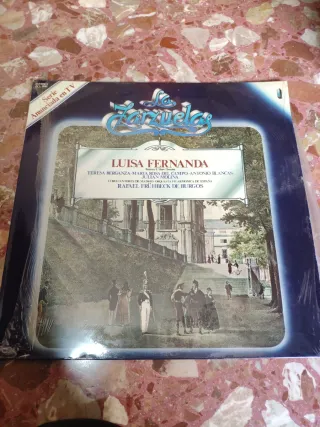 Serie
Anunciada en TV
La
Zarzuela
LUISA FERNANDA
TERESA BERGANZA·MARIA ROSA DEL CAMPO·ANTONIO BLANCAS
JULIAN MOLINA
RAFAEL FRÜHBECK DE BURGOS